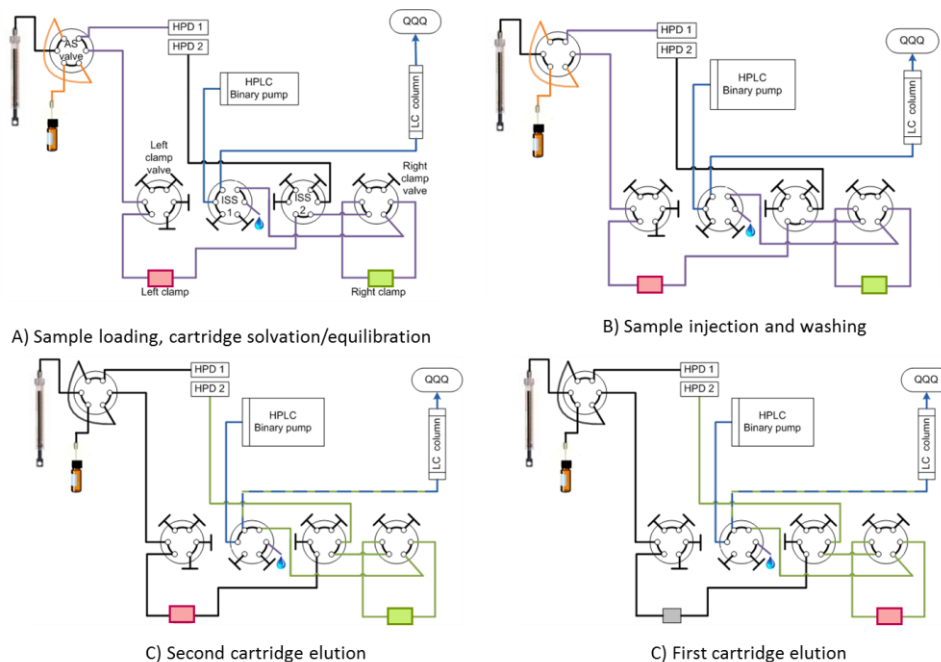 QQQ
HPD 1
HPD 2
AS
valve
HPLC
Binary pump
LC column
Left
clamp
valve
ISS
1
ISS
2
Right
clamp
valve
Left clamp
Right clamp
A) Sample loading, cartridge solvation/equilibration
QQQ
HPD 1
HPD 2
HPLC
Binary pump
LC column
B) Sample injection and washing
QQQ
HPD 1
HPD 2
HPLC
Binary pump
LC column
C) Second cartridge elution
QQQ
HPD 1
HPD 2
HPLC
Binary pump
LC column
C) First cartridge elution